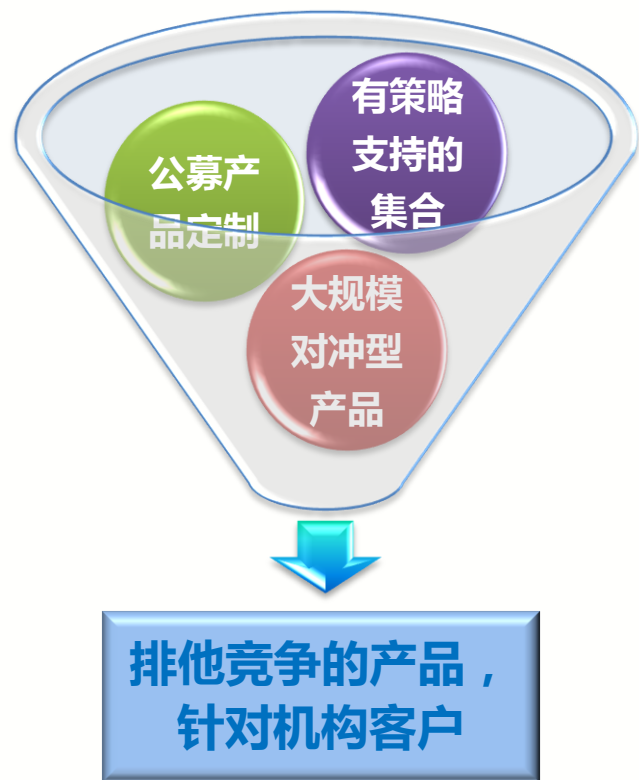 有策略
支持的
集合
公募产
品定制
大规模
对冲型
产品
排他竞争的产品，
针对机构客户